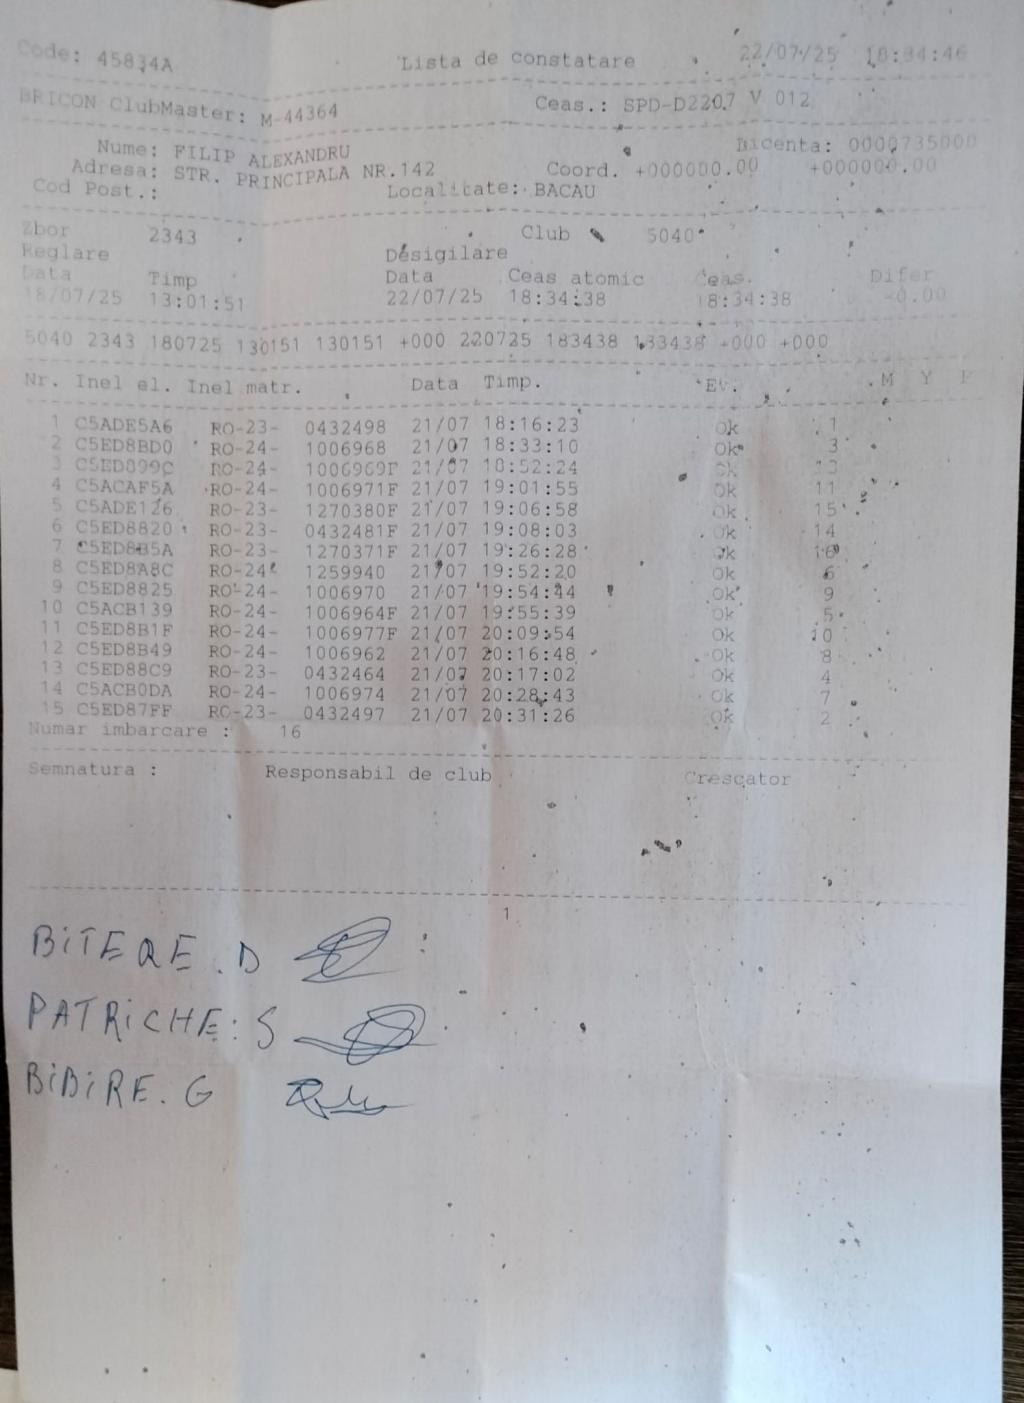 Code: 45834A Lista de constatare 22/07/25 18:34:46
BRICON ClubMaster: M-44364 Ceas.: SPD-D2207 V 012
Nume: FILIP ALEXANDRU Licenta: 0000735000
Adresa: STR. PRINCIPALA NR.142 Coord. +000000.00 +000000.00
Cod Post.: Localitate: BACAU
Zbor 2343 Club 5040
Reglare Desigilare
Data Timp Data Ceas atomic Ceas. Difer
18/07/25 13:01:51 22/07/25 18:34:38 18:34:38 -0.00
5040 2343 180725 130151 130151 +000 220725 183438 183438 +000 +000
Nr. Inel el. Inel matr. Data Timp. Ev. M Y
1 C5ADE5A6 RO-23- 0432498 21/07 18:16:23 Ok 1
2 C5ED8BD0 RO-24- 1006968 21/07 18:33:10 Ok 3
3 C5ED899C RO-24- 1006969F 21/07 18:52:24 Ok 13
4 C5ACAF5A RO-24- 1006971F 21/07 19:01:55 Ok 11
5 C5ADE126 RO-23- 1270380F 21/07 19:06:58 Ok 15
6 C5ED8820 RO-23- 0432481F 21/07 19:08:03 Ok 14
7 C5ED8B5A RO-23- 1270371F 21/07 19:26:28 Ok 16
8 C5ED8A8C RO-24- 1259940 21/07 19:52:20 Ok 6
9 C5ED8825 RO-24- 1006970 21/07 19:54:44 Ok 9
10 C5ACB139 RO-24- 1006964F 21/07 19:55:39 Ok 5
11 C5ED8B1F RO-24- 1006977F 21/07 20:09:54 Ok 10
12 C5ED8B49 RO-24- 1006962 21/07 20:16:48 Ok 8
13 C5ED88C9 RO-23- 0432464 21/07 20:17:02 Ok 4
14 C5ACB0DA RO-24- 1006974 21/07 20:28:43 Ok 7
15 C5ED87FF RO-23- 0432497 21/07 20:31:26 Ok 2
Numar imbarcare : 16
Semnatura : Responsabil de club Crescator
1
BiTERE. D
PATRiCHE: S
BiBiRE. G